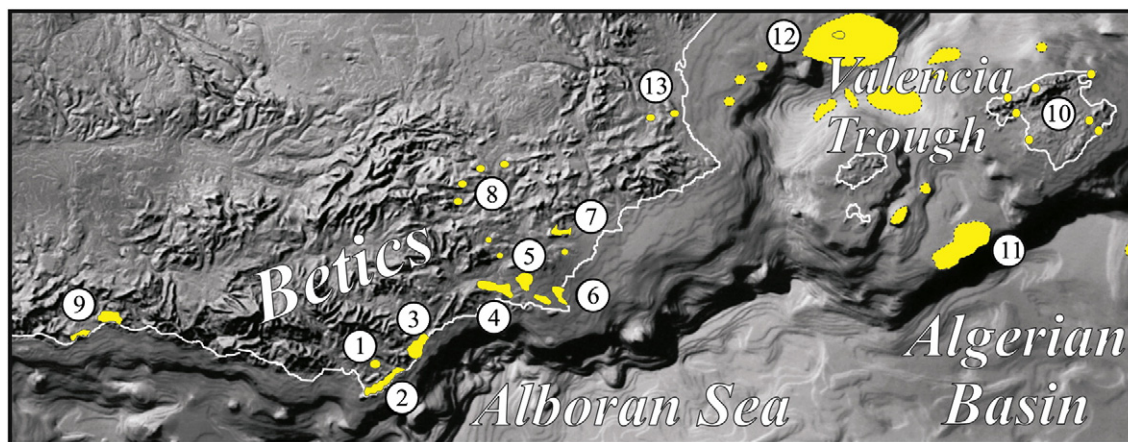 12
Valencia
Trough
13
10
8
7
Betics
5
11
9
6
4
3
Algerian
Basin
1
2
Alboran Sea